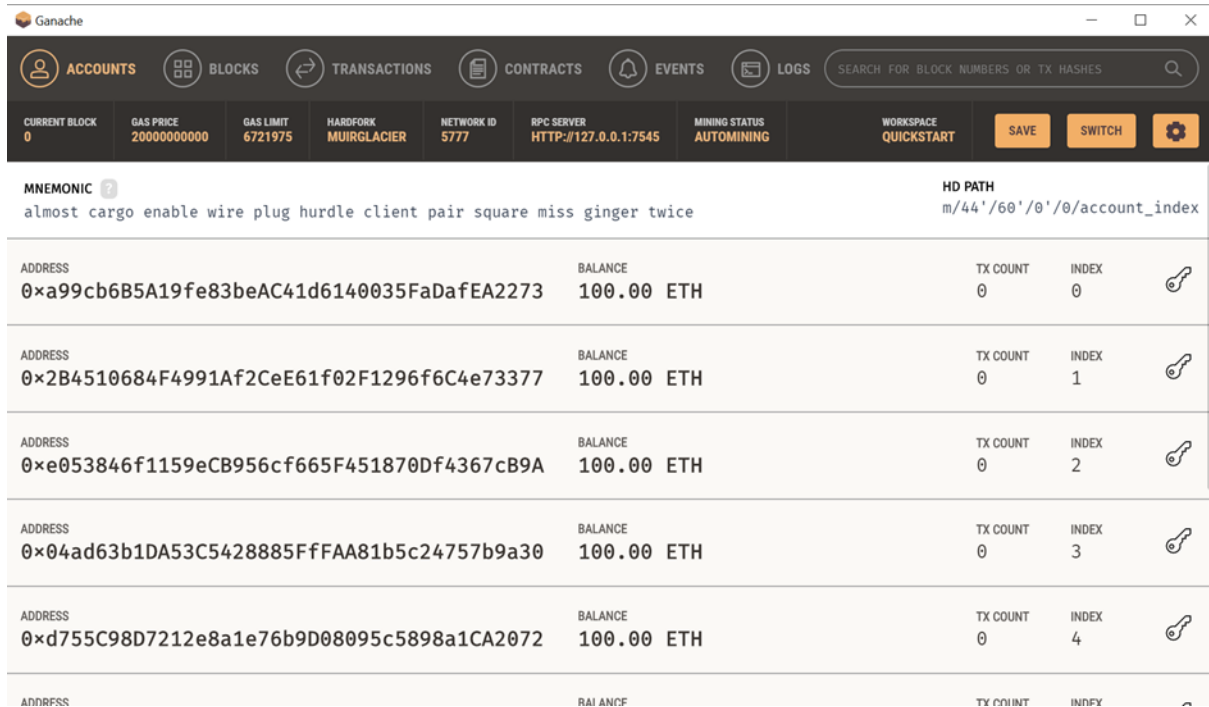 Ganache
ACCOUNTS BLOCKS TRANSACTIONS CONTRACTS EVENTS LOGS SEARCH FOR BLOCK NUMBERS OR TX HASHES
CURRENT BLOCK GAS PRICE GAS LIMIT HARDFORK NETWORK ID RPC SERVER MINING STATUS WORKSPACE
0 20000000000 6721975 MUIRGLACIER 5777 HTTP://127.0.0.1:7545 AUTOMINING QUICKSTART SAVE SWITCH
MNEMONIC ? HD PATH
almost cargo enable wire plug hurdle client pair square miss ginger twice m/44'/60'/0'/0/account_index
ADDRESS BALANCE TX COUNT INDEX
0×a99cb6B5A19fe83beAC41d6140035FaDafEA2273 100.00 ETH 0 0
ADDRESS BALANCE TX COUNT INDEX
0×2B4510684F4991Af2CeE61f02F1296f6C4e73377 100.00 ETH 0 1
ADDRESS BALANCE TX COUNT INDEX
0×e053846f1159eCB956cf665F451870Df4367cB9A 100.00 ETH 0 2
ADDRESS BALANCE TX COUNT INDEX
0×04ad63b1DA53C5428885FfFAA81b5c24757b9a30 100.00 ETH 0 3
ADDRESS BALANCE TX COUNT INDEX
0×d755C98D7212e8a1e76b9D08095c5898a1CA2072 100.00 ETH 0 4
ADDRESS BALANCE TX COUNT INDEX